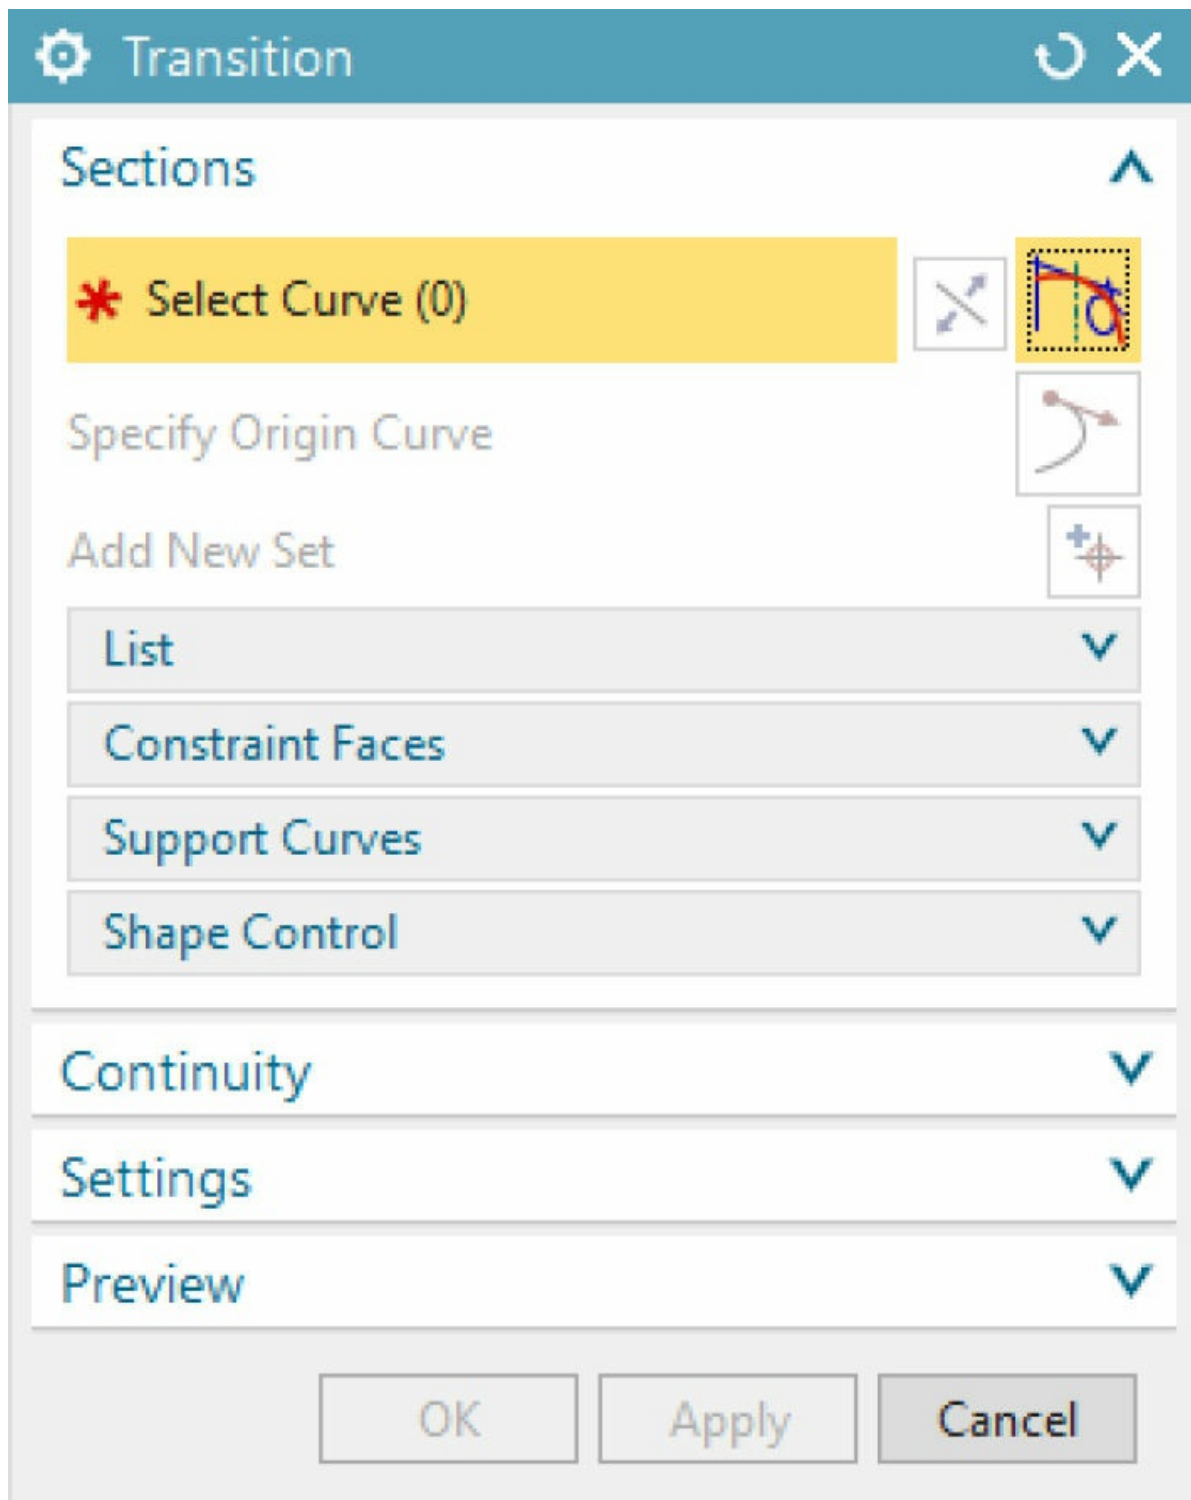 Transition
Sections
* Select Curve (0)
Specify Origin Curve
Add New Set
List
Constraint Faces
Support Curves
Shape Control
Continuity
Settings
Preview
OK Apply Cancel